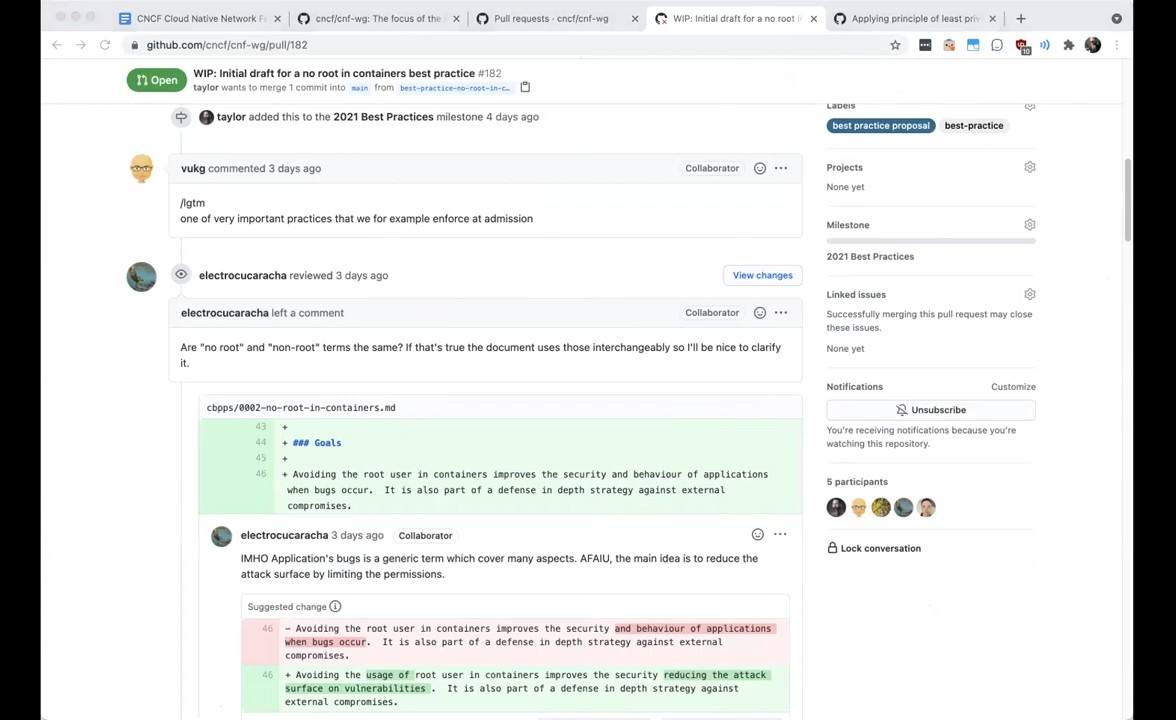 CNCF Cloud Native Network F
cncf/cnf-wg: The focus of the
Pull requests · cncf/cnf-wg
WIP: Initial draft for a no root i
Applying principle of least priv
github.com/cncf/cnf-wg/pull/182
10
Open
WIP: Initial draft for a no root in containers best practice #182
taylor wants to merge 1 commit into main from best-practice-no-root-in-c…
taylor added this to the 2021 Best Practices milestone 4 days ago
vukg commented 3 days ago
Collaborator
/lgtm
one of very important practices that we for example enforce at admission
electrocucaracha reviewed 3 days ago
View changes
electrocucaracha left a comment
Collaborator
Are "no root" and "non-root" terms the same? If that's true the document uses those interchangeably so I'll be nice to clarify
it.
cbpps/0002-no-root-in-containers.md
43 +
44 + ### Goals
45 +
46 + Avoiding the root user in containers improves the security and behaviour of applications
when bugs occur. It is also part of a defense in depth strategy against external
compromises.
electrocucaracha 3 days ago
Collaborator
IMHO Application's bugs is a generic term which cover many aspects. AFAIU, the main idea is to reduce the
attack surface by limiting the permissions.
Suggested change
46 - Avoiding the root user in containers improves the security and behaviour of applications
when bugs occur. It is also part of a defense in depth strategy against external
compromises.
46 + Avoiding the usage of root user in containers improves the security reducing the attack
surface on vulnerabilities . It is also part of a defense in depth strategy against
external compromises.
Labels
best practice proposal
best-practice
Projects
None yet
Milestone
2021 Best Practices
Linked issues
Successfully merging this pull request may close
these issues.
None yet
Notifications
Customize
Unsubscribe
You're receiving notifications because you're
watching this repository.
5 participants
Lock conversation